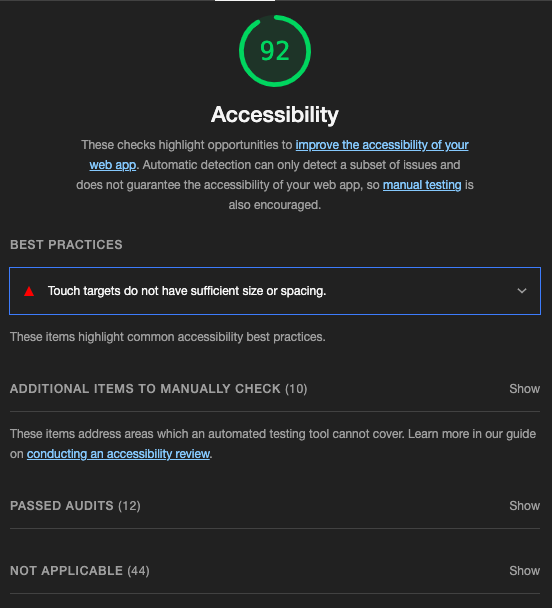 92
Accessibility
These checks highlight opportunities to improve the accessibility of your
web app. Automatic detection can only detect a subset of issues and
does not guarantee the accessibility of your web app, so manual testing is
also encouraged.
BEST PRACTICES
Touch targets do not have sufficient size or spacing.
These items highlight common accessibility best practices.
ADDITIONAL ITEMS TO MANUALLY CHECK (10) Show
These items address areas which an automated testing tool cannot cover. Learn more in our guide
on conducting an accessibility review.
PASSED AUDITS (12) Show
NOT APPLICABLE (44) Show